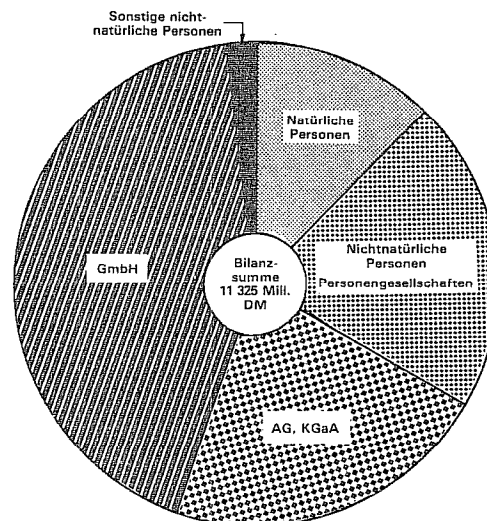 Sonstige nicht-
natürliche Personen
Natürliche
Personen
Nichtnatürliche
Personen
Personengesellschaften
GmbH
Bilanz-
summe
11 325 Mill.
DM
AG, KGaA